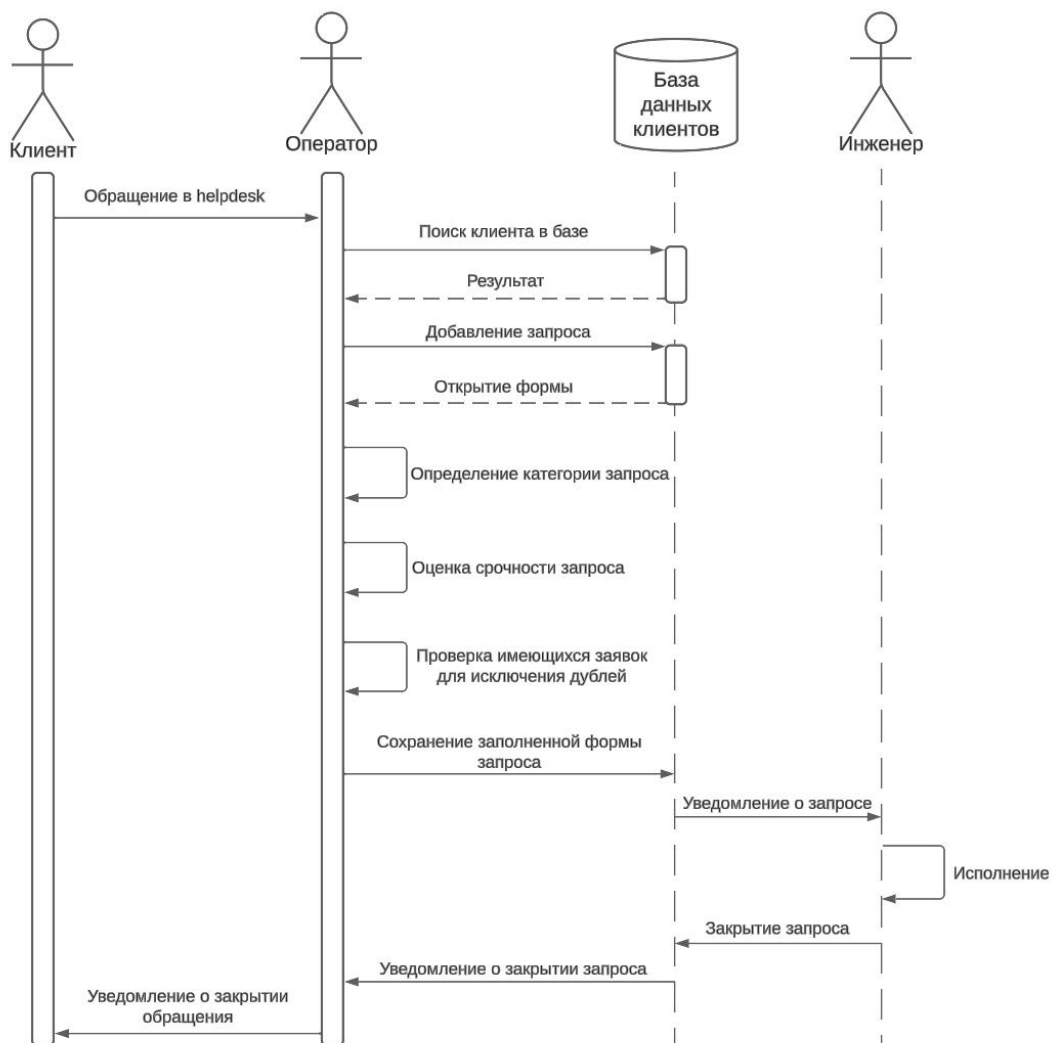 База
данных
клиентов
Клиент
Оператор
Инженер
Обращение в helpdesk
Поиск клиента в базе
Результат
Добавление запроса
Открытие формы
Определение категории запроса
Оценка срочности запроса
Проверка имеющихся заявок
для исключения дублей
Сохранение заполненной формы
запроса
Уведомление о запросе
Исполнение
Закрытие запроса
Уведомление о закрытии запроса
Уведомление о закрытии
обращения